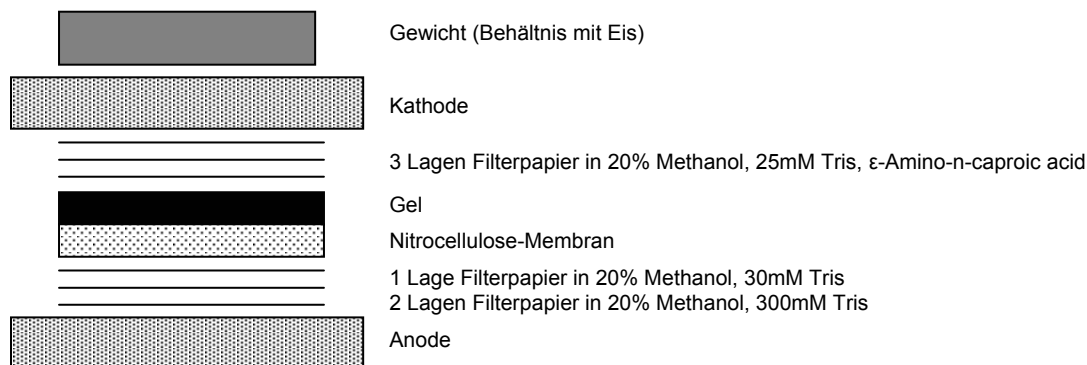 Gewicht (Behältnis mit Eis)
Kathode
3 Lagen Filterpapier in 20% Methanol, 25mM Tris, ε-Amino-n-caproic acid
Gel
Nitrocellulose-Membran
1 Lage Filterpapier in 20% Methanol, 30mM Tris
2 Lagen Filterpapier in 20% Methanol, 300mM Tris
Anode